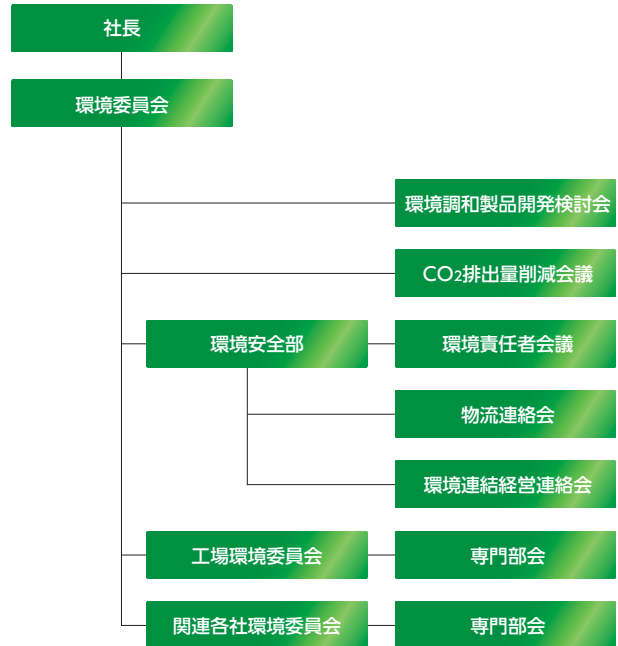 社長
環境委員会
環境調和製品開発検討会
CO₂排出量削減会議
環境安全部
環境責任者会議
物流連絡会
環境連結経営連絡会
工場環境委員会
専門部会
関連各社環境委員会
専門部会